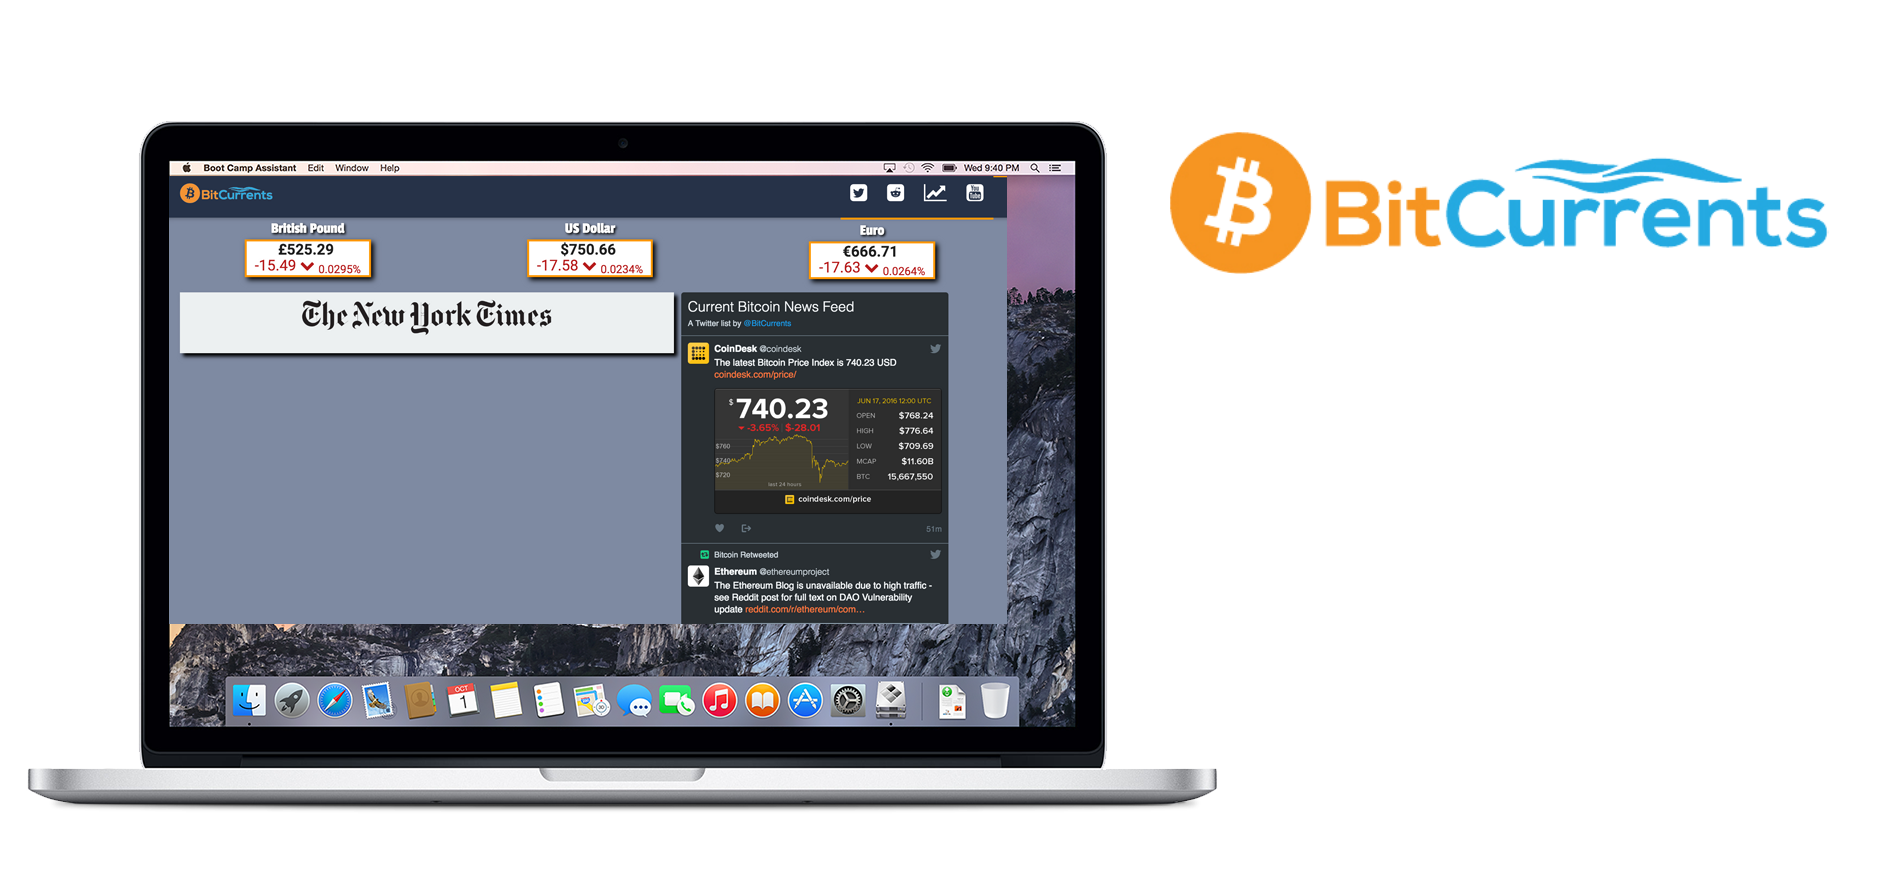 BitCurrents
Boot Camp Assistant Edit Window Help
Wed 9:40 PM
BitCurrents
You
Tube
British Pound
£525.29
-15.49 0.0295%
US Dollar
$750.66
-17.58 0.0234%
Euro
€666.71
-17.63 0.0264%
The New York Times
Current Bitcoin News Feed
A Twitter list by @BitCurrents
CoinDesk @coindesk
The latest Bitcoin Price Index is 740.23 USD
coindesk.com/price/
$ 740.23
-3.65% $-28.01
$760
$740
$720
last 24 hours
JUN 17, 2016 12:00 UTC
OPEN $768.24
HIGH $776.64
LOW $709.69
MCAP $11.60B
BTC 15,667,550
coindesk.com/price
51m
Bitcoin Retweeted
Ethereum @ethereumproject
The Ethereum Blog is unavailable due to high traffic -
see Reddit post for full text on DAO Vulnerability
update reddit.com/r/ethereum/com…
OCT
1
3D